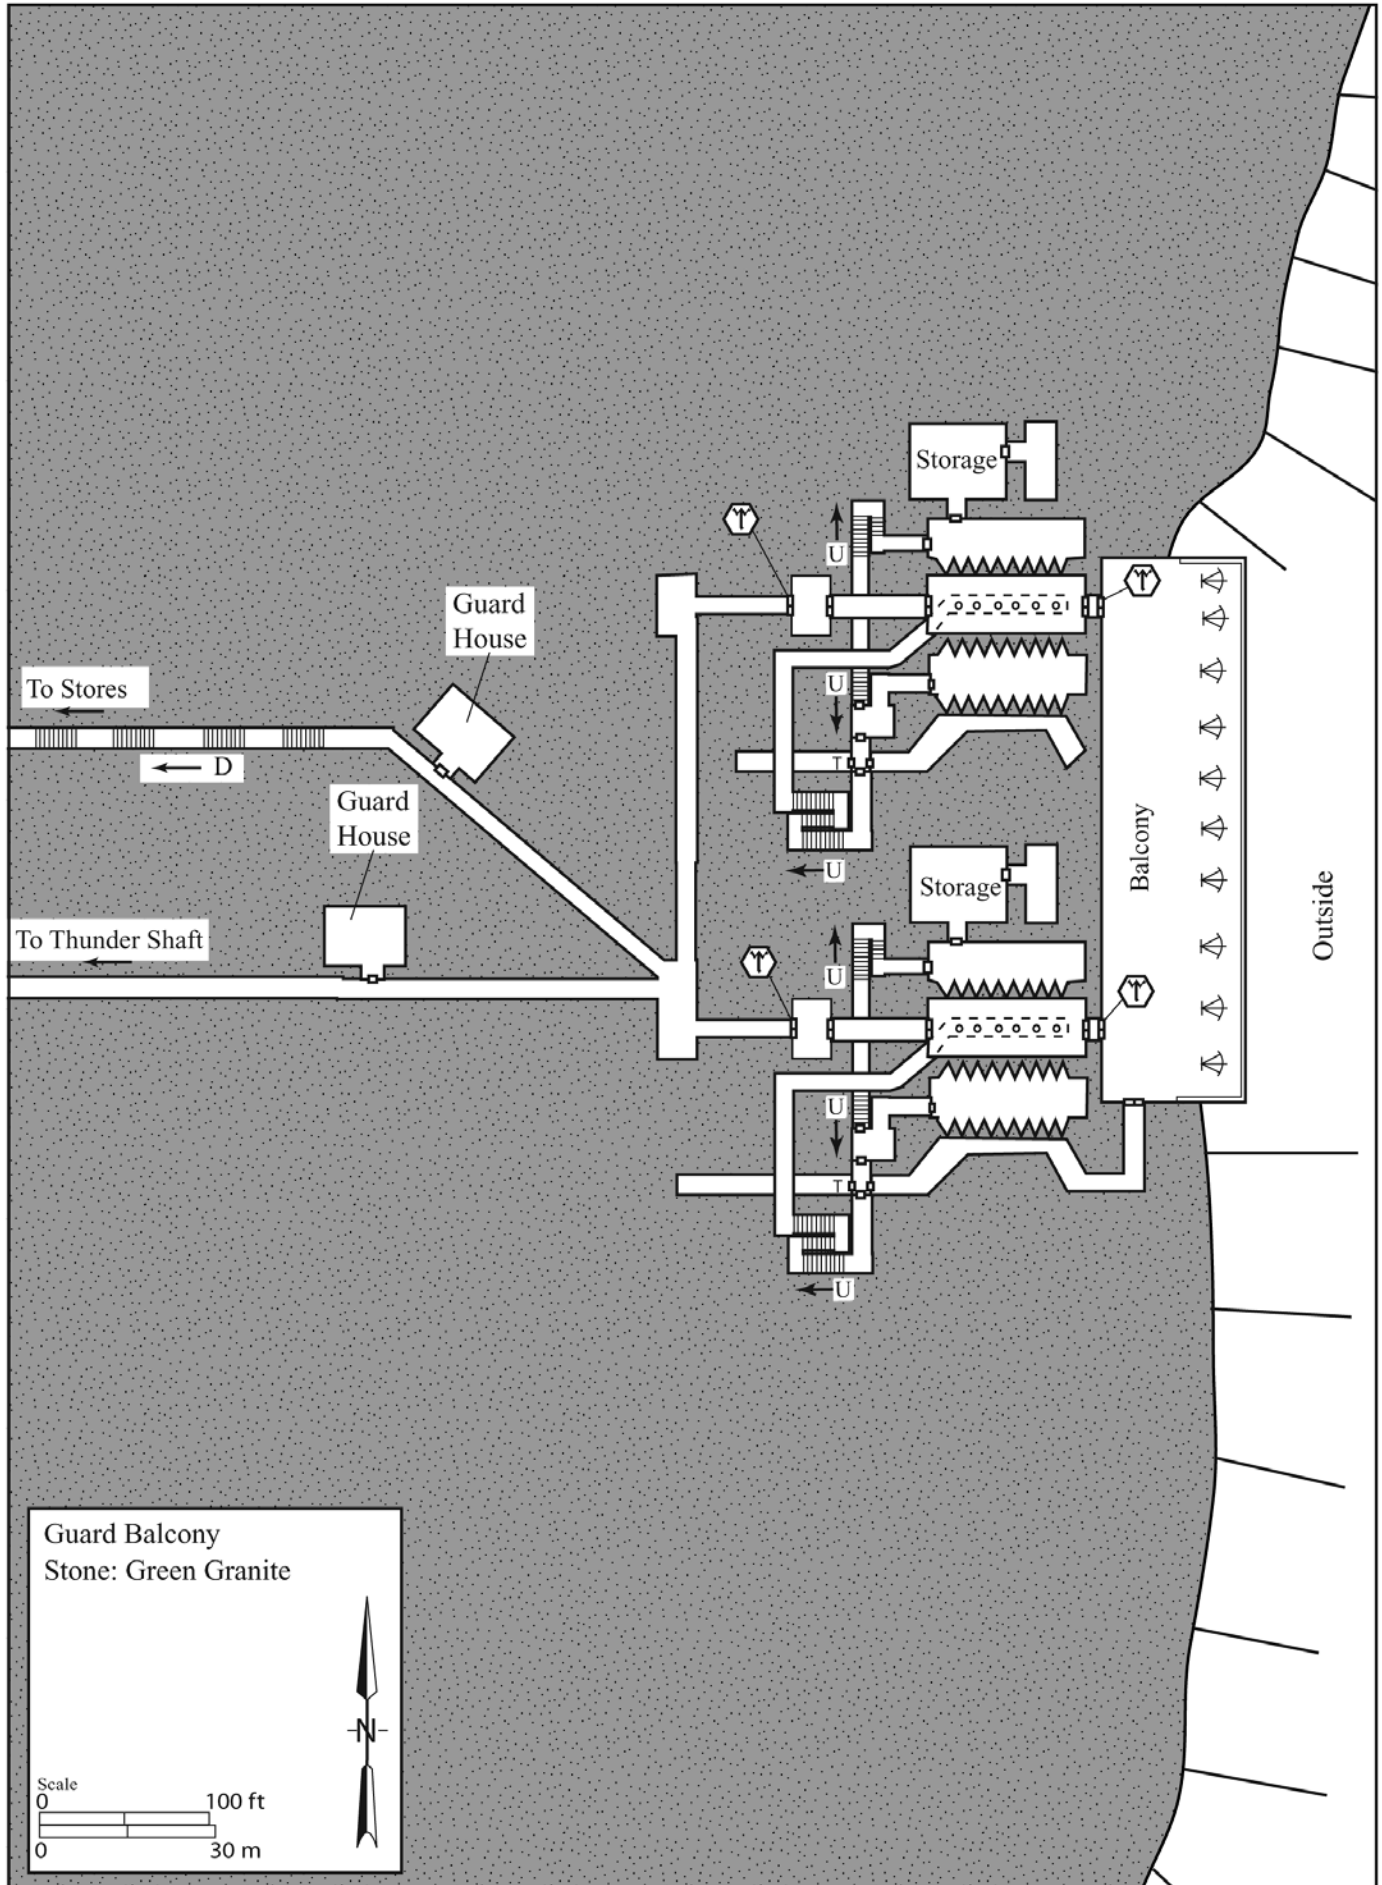 Storage
U
Guard
House
To Stores
U
D
Guard
House
Balcony
U
Storage
Outside
To Thunder Shaft
U
T
U
T
U
Guard Balcony
Stone: Green Granite
N
Scale
0 100 ft
0 30 m